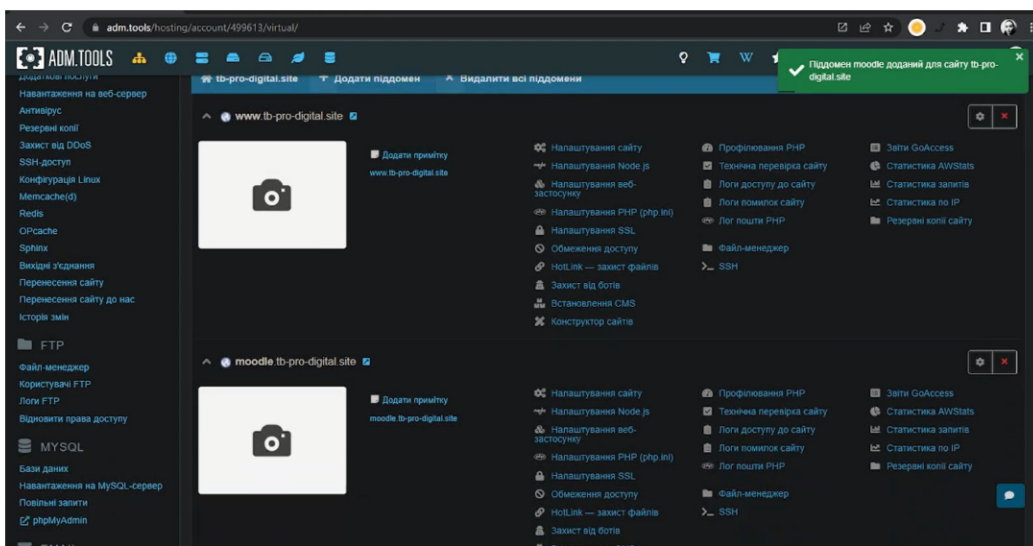 adm.tools/hosting/account/499613/virtual/
ADM.TOOLS
W
Піддомен moodle доданий для сайту tb-pro-
digital.site
Додаткові послуги
Навантаження на веб-сервер
Антивірус
Резервні копії
Захист від DDoS
SSH-доступ
Конфігурація Linux
Memcache(d)
Redis
OPcache
Sphinx
Вихідні з'єднання
Перенесення сайту
Перенесення сайту до нас
Історія змін
FTP
Файл-менеджер
Користувачі FTP
Логи FTP
Відновити права доступу
MYSQL
Бази даних
Навантаження на MySQL-сервер
Повільні запити
phpMyAdmin
tb-pro-digital.site
Додати піддомен
Видалити всі піддомени
www.tb-pro-digital.site
Додати примітку
www.tb-pro-digital.site
Налаштування сайту
Налаштування Node.js
Налаштування веб-
застосунку
Налаштування PHP (php.ini)
Налаштування SSL
Обмеження доступу
HotLink — захист файлів
Захист від ботів
Встановлення CMS
Конструктор сайтів
Профілювання PHP
Технічна перевірка сайту
Логи доступу до сайту
Логи помилок сайту
Лог пошти PHP
Файл-менеджер
SSH
Звіти GoAccess
Статистика AWStats
Статистика запитів
Статистика по IP
Резервні копії сайту
moodle.tb-pro-digital.site
Додати примітку
moodle.tb-pro-digital.site
Налаштування сайту
Налаштування Node.js
Налаштування веб-
застосунку
Налаштування PHP (php.ini)
Налаштування SSL
Обмеження доступу
HotLink — захист файлів
Захист від ботів
Профілювання PHP
Технічна перевірка сайту
Логи доступу до сайту
Логи помилок сайту
Лог пошти PHP
Файл-менеджер
SSH
Звіти GoAccess
Статистика AWStats
Статистика запитів
Статистика по IP
Резервні копії сайту